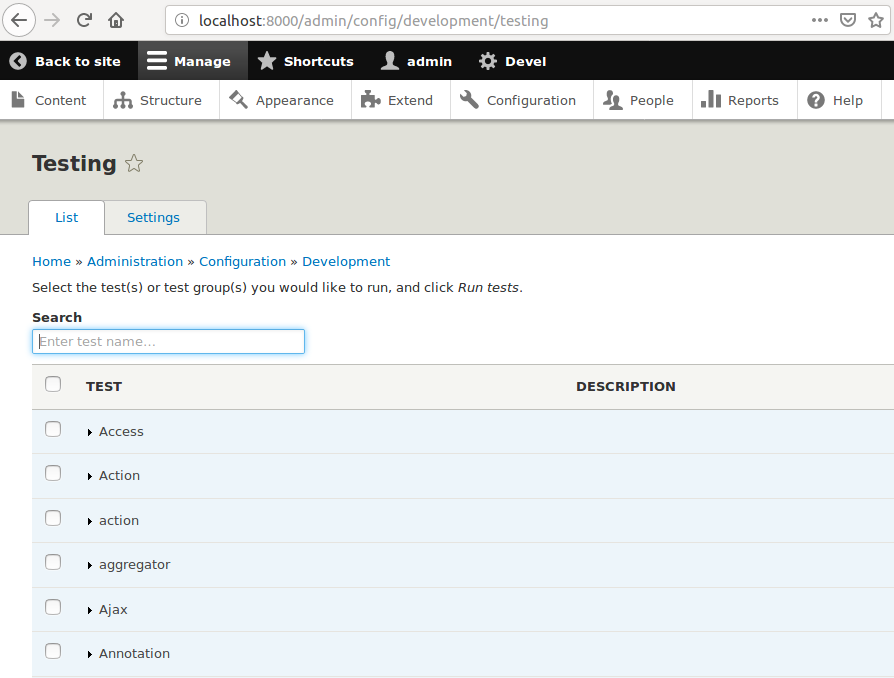 localhost:8000/admin/config/development/testing
Back to site Manage Shortcuts admin Devel
Content Structure Appearance Extend Configuration People Reports Help
Testing
List Settings
Home » Administration » Configuration » Development
Select the test(s) or test group(s) you would like to run, and click Run tests.
Search
Enter test name...
TEST DESCRIPTION
Access
Action
action
aggregator
Ajax
Annotation